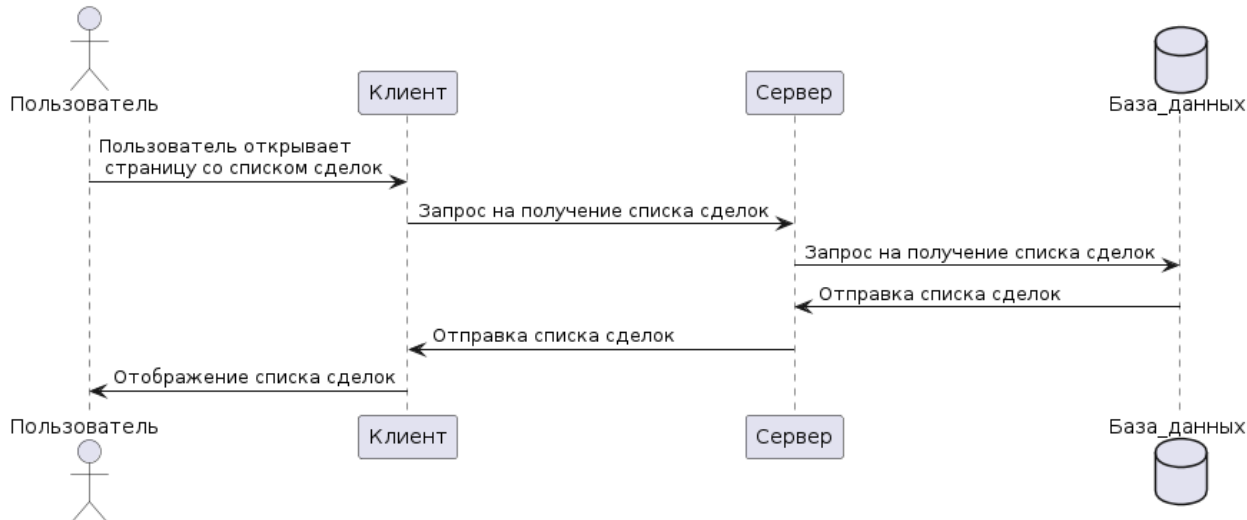 Пользователь
Клиент
Сервер
База_данных
Пользователь открывает
страницу со списком сделок
Запрос на получение списка сделок
Запрос на получение списка сделок
Отправка списка сделок
Отправка списка сделок
Отображение списка сделок
Пользователь
Клиент
Сервер
База_данных